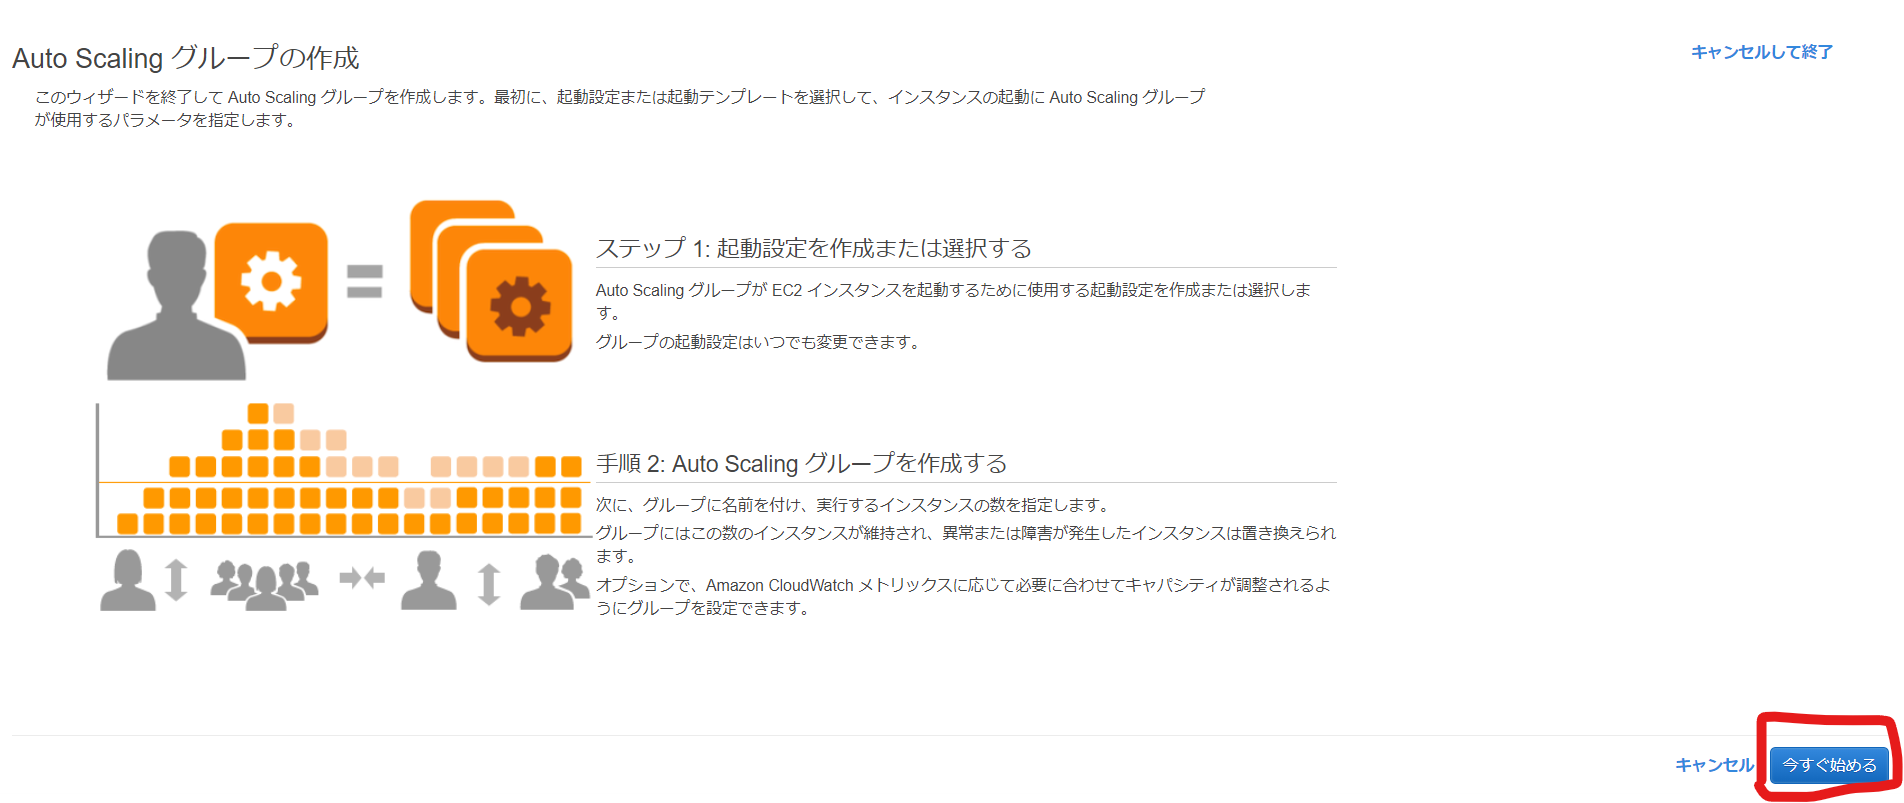 Auto Scaling グループの作成
キャンセルして終了
このウィザードを終了して Auto Scaling グループを作成します。最初に、起動設定または起動テンプレートを選択して、インスタンスの起動に Auto Scaling グループ
が使用するパラメータを指定します。
ステップ 1: 起動設定を作成または選択する
Auto Scaling グループが EC2 インスタンスを起動するために使用する起動設定を作成または選択しま
す。
グループの起動設定はいつでも変更できます。
手順 2: Auto Scaling グループを作成する
次に、グループに名前を付け、実行するインスタンスの数を指定します。
グループにはこの数のインスタンスが維持され、異常または障害が発生したインスタンスは置き換えられ
ます。
オプションで、Amazon CloudWatch メトリックスに応じて必要に合わせてキャパシティが調整されるよ
うにグループを設定できます。
キャンセル
今すぐ始める